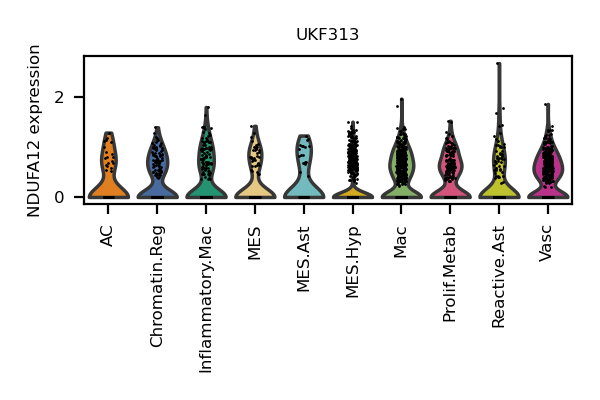 UKF313
NDUFA12 expression
2
0
AC
Chromatin.Reg
Inflammatory.Mac
MES
MES.Ast
MES.Hyp
Mac
Prolif.Metab
Reactive.Ast
Vasc